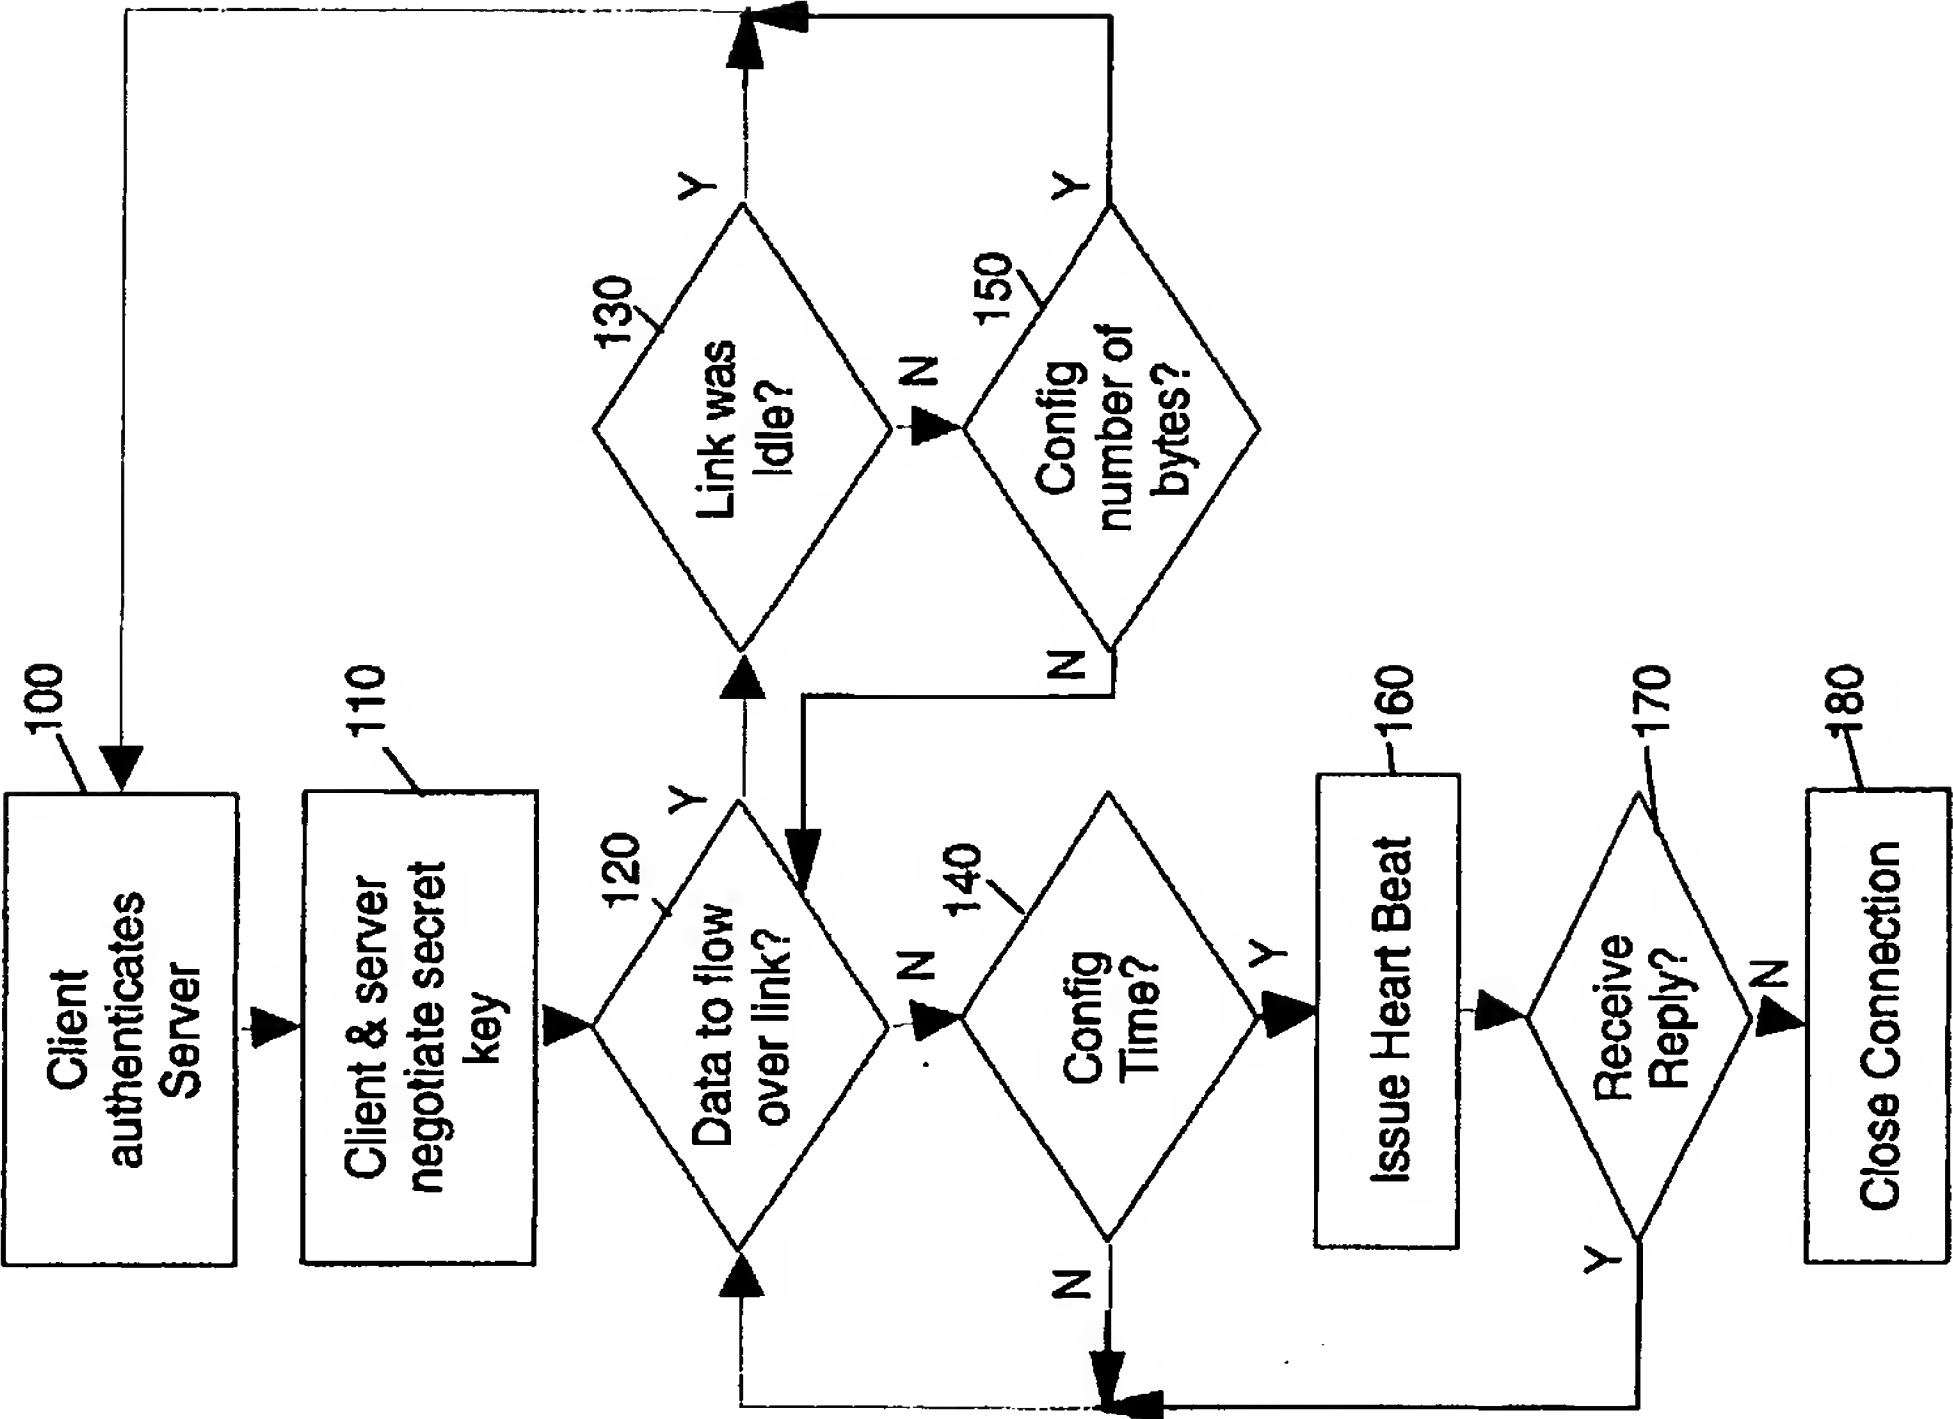 100
Client
authenticates
Server
110
Client & server
negotiate secret
key
120
Data to flow
over link?
Y
N
130
Link was
Idle?
Y
N
140
Config
Time?
N
Y
150
Config
number of
bytes?
Y
N
160
Issue Heart Beat
170
Receive
Reply?
Y
N
180
Close Connection